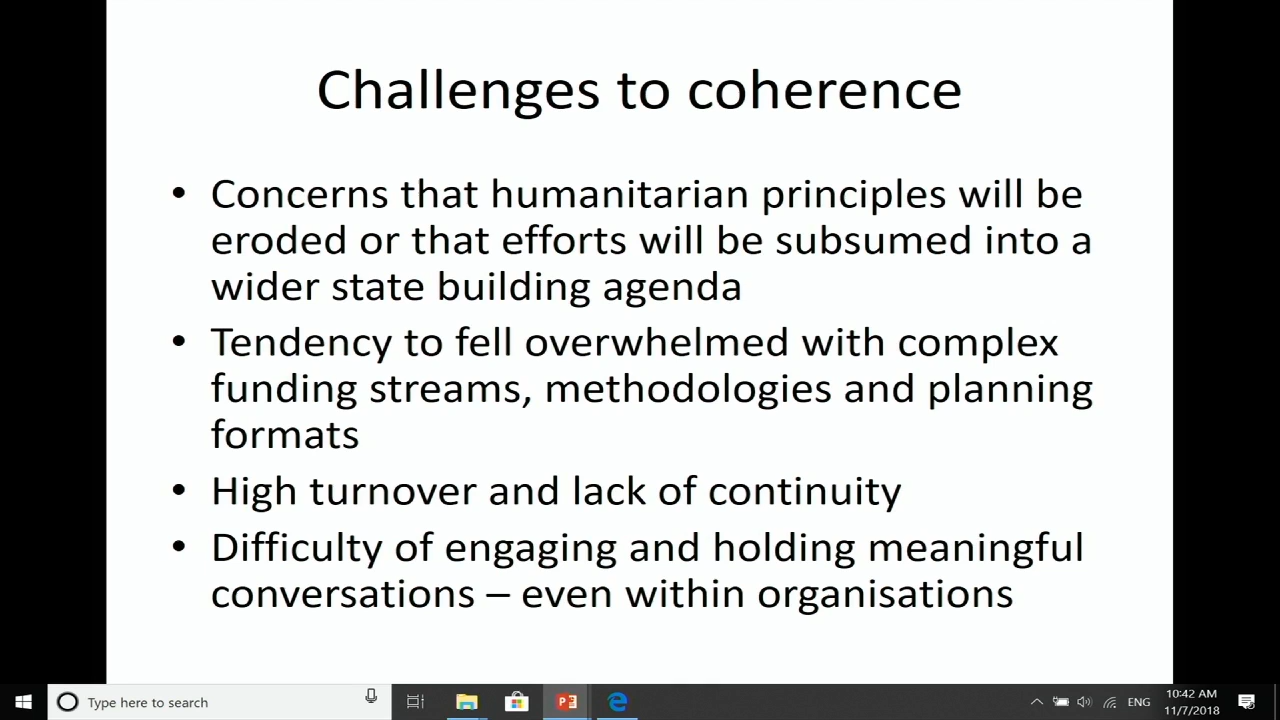 Challenges to coherence
• Concerns that humanitarian principles will be
eroded or that efforts will be subsumed into a
wider state building agenda
• Tendency to fell overwhelmed with complex
funding streams, methodologies and planning
formats
• High turnover and lack of continuity
• Difficulty of engaging and holding meaningful
conversations – even within organisations
Type here to search
ENG
10:42 AM
11/7/2018